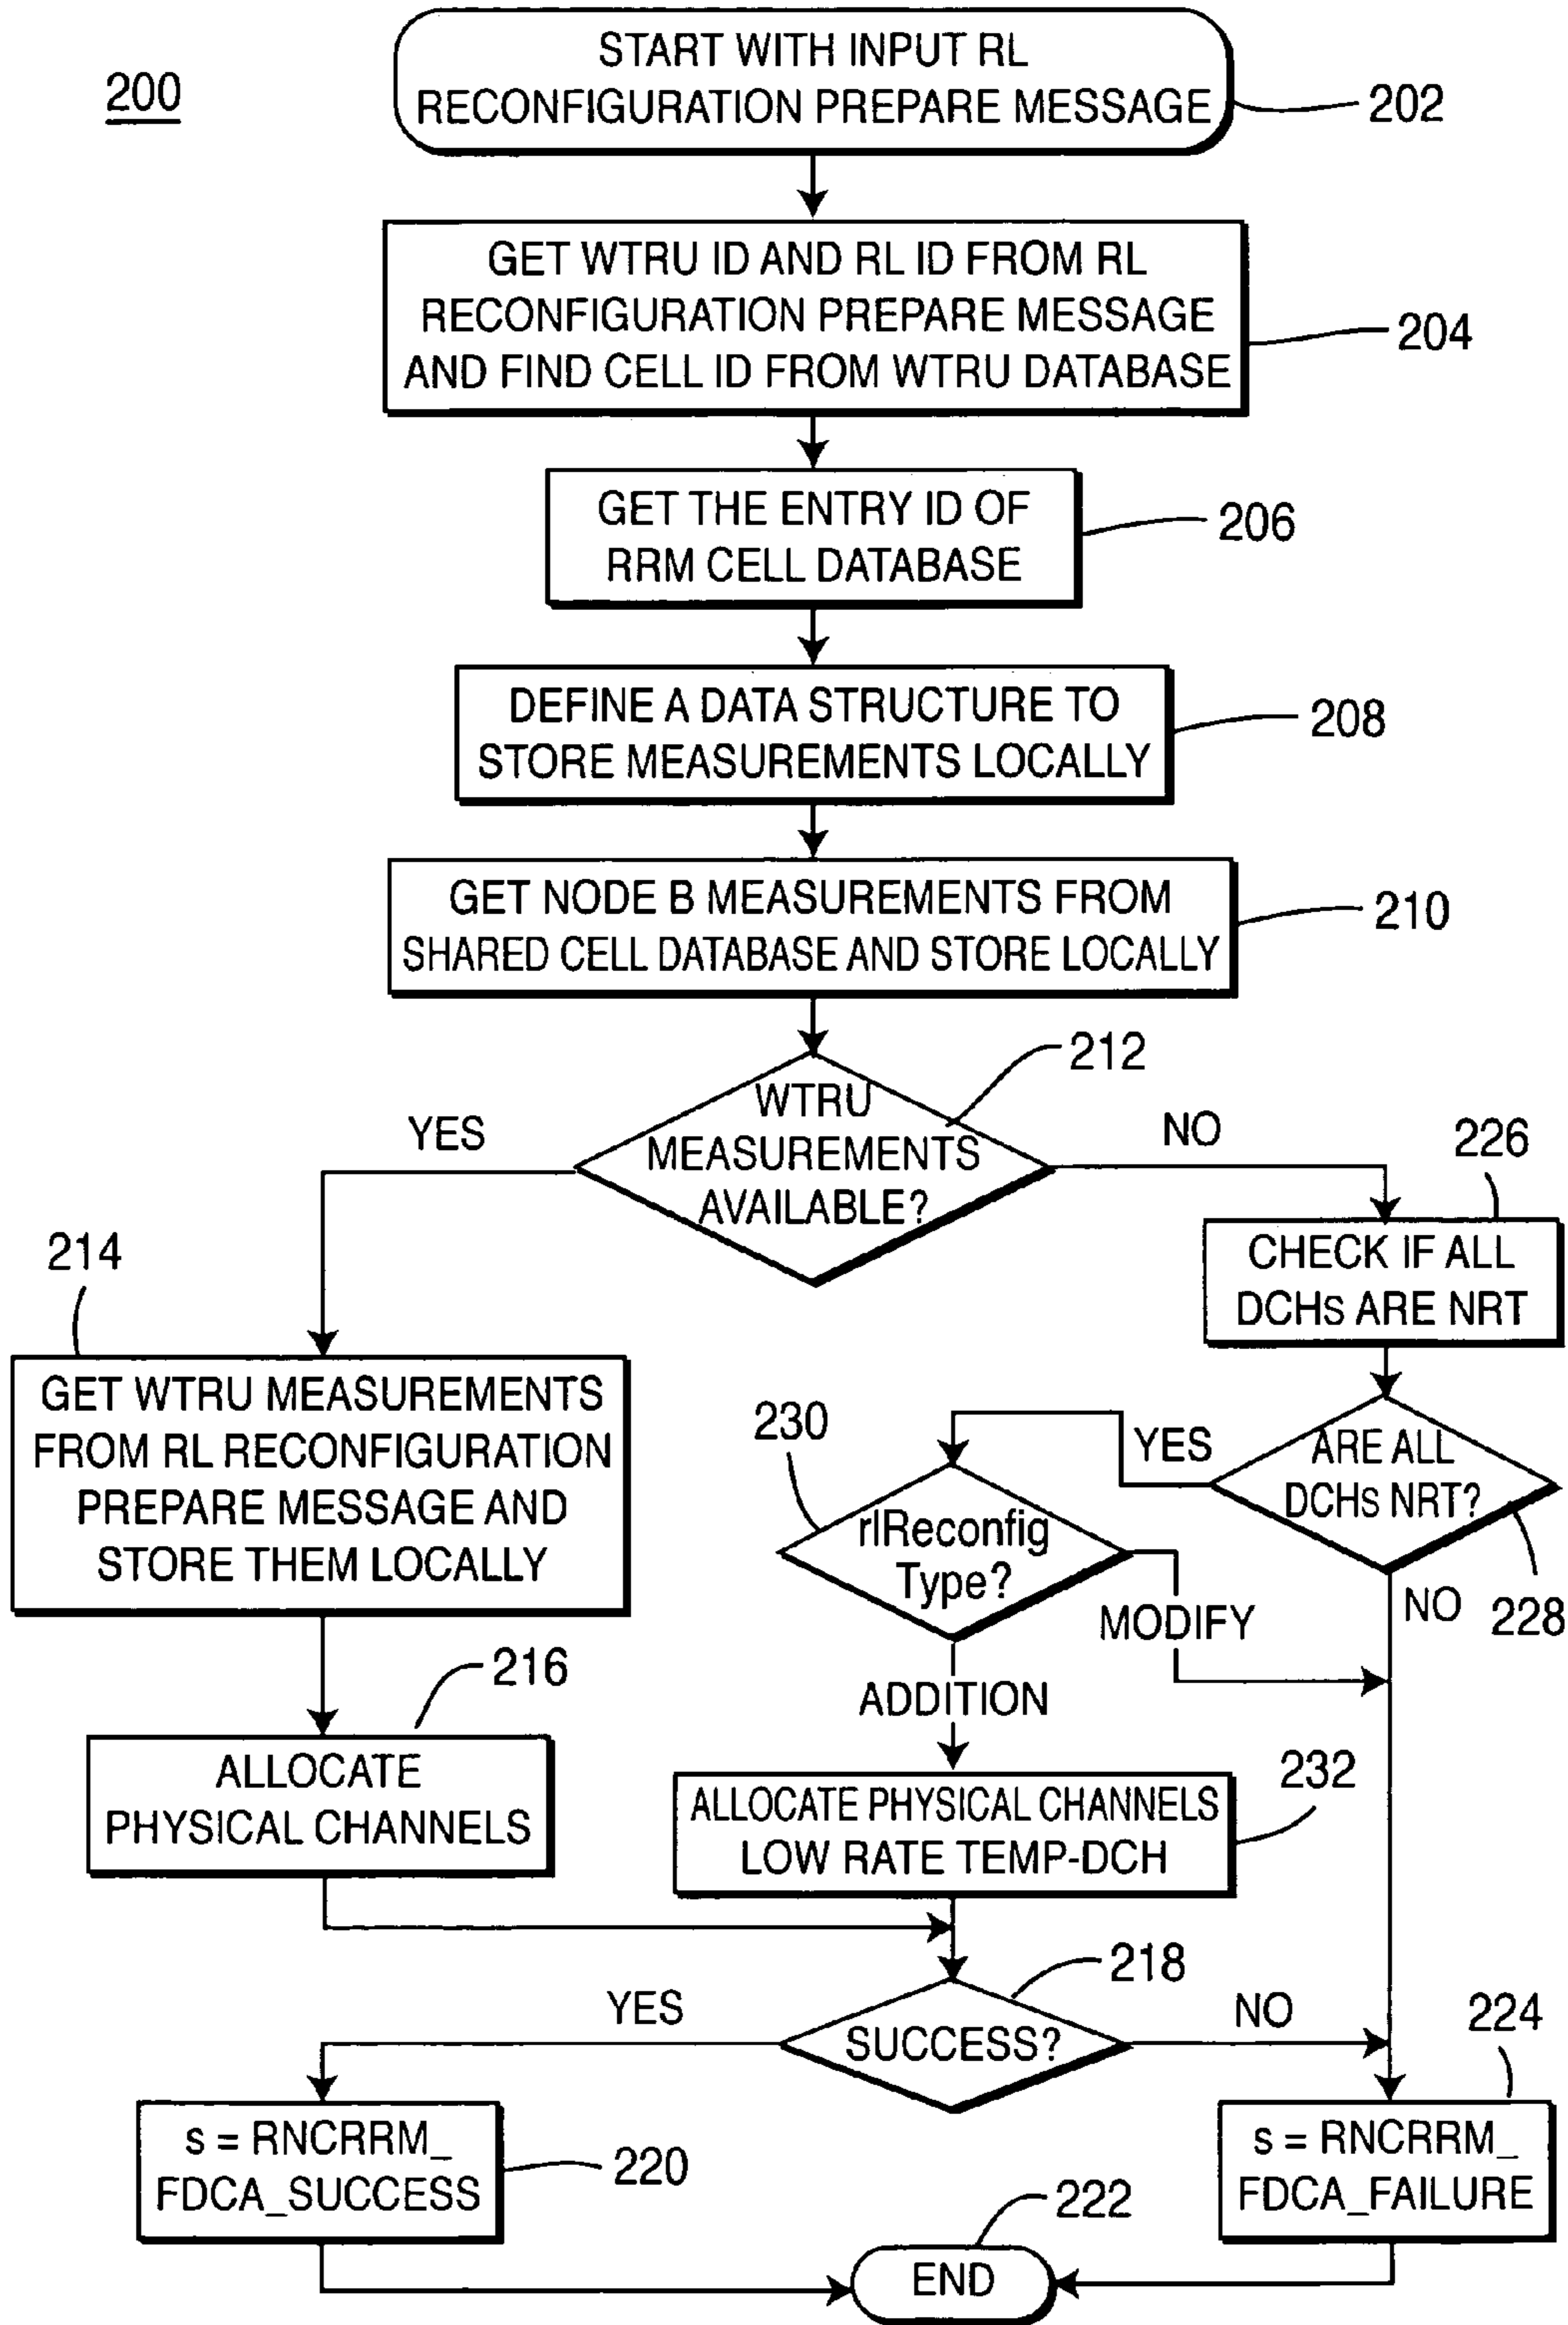 200
START WITH INPUT RL
RECONFIGURATION PREPARE MESSAGE
202
GET WTRU ID AND RL ID FROM RL
RECONFIGURATION PREPARE MESSAGE
AND FIND CELL ID FROM WTRU DATABASE
204
GET THE ENTRY ID OF
RRM CELL DATABASE
206
DEFINE A DATA STRUCTURE TO
STORE MEASUREMENTS LOCALLY
208
GET NODE B MEASUREMENTS FROM
SHARED CELL DATABASE AND STORE LOCALLY
210
WTRU
MEASUREMENTS
AVAILABLE?
212
YES
NO
214
GET WTRU MEASUREMENTS
FROM RL RECONFIGURATION
PREPARE MESSAGE AND
STORE THEM LOCALLY
226
CHECK IF ALL
DCHs ARE NRT
ARE ALL
DCHs NRT?
228
YES
NO
230
rlReconfig
Type?
MODIFY
ADDITION
216
ALLOCATE
PHYSICAL CHANNELS
ALLOCATE PHYSICAL CHANNELS
LOW RATE TEMP-DCH
232
SUCCESS?
218
YES
NO
s = RNCRRM_
FDCA_SUCCESS
220
224
s = RNCRRM_
FDCA_FAILURE
222
END